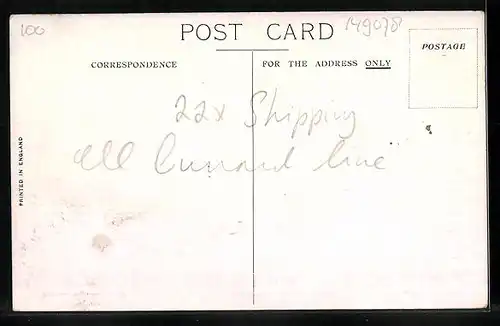 100
POST CARD
149078
POSTAGE
CORRESPONDENCE
FOR THE ADDRESS ONLY
22x Shipping
all Cunard line
PRINTED IN ENGLAND